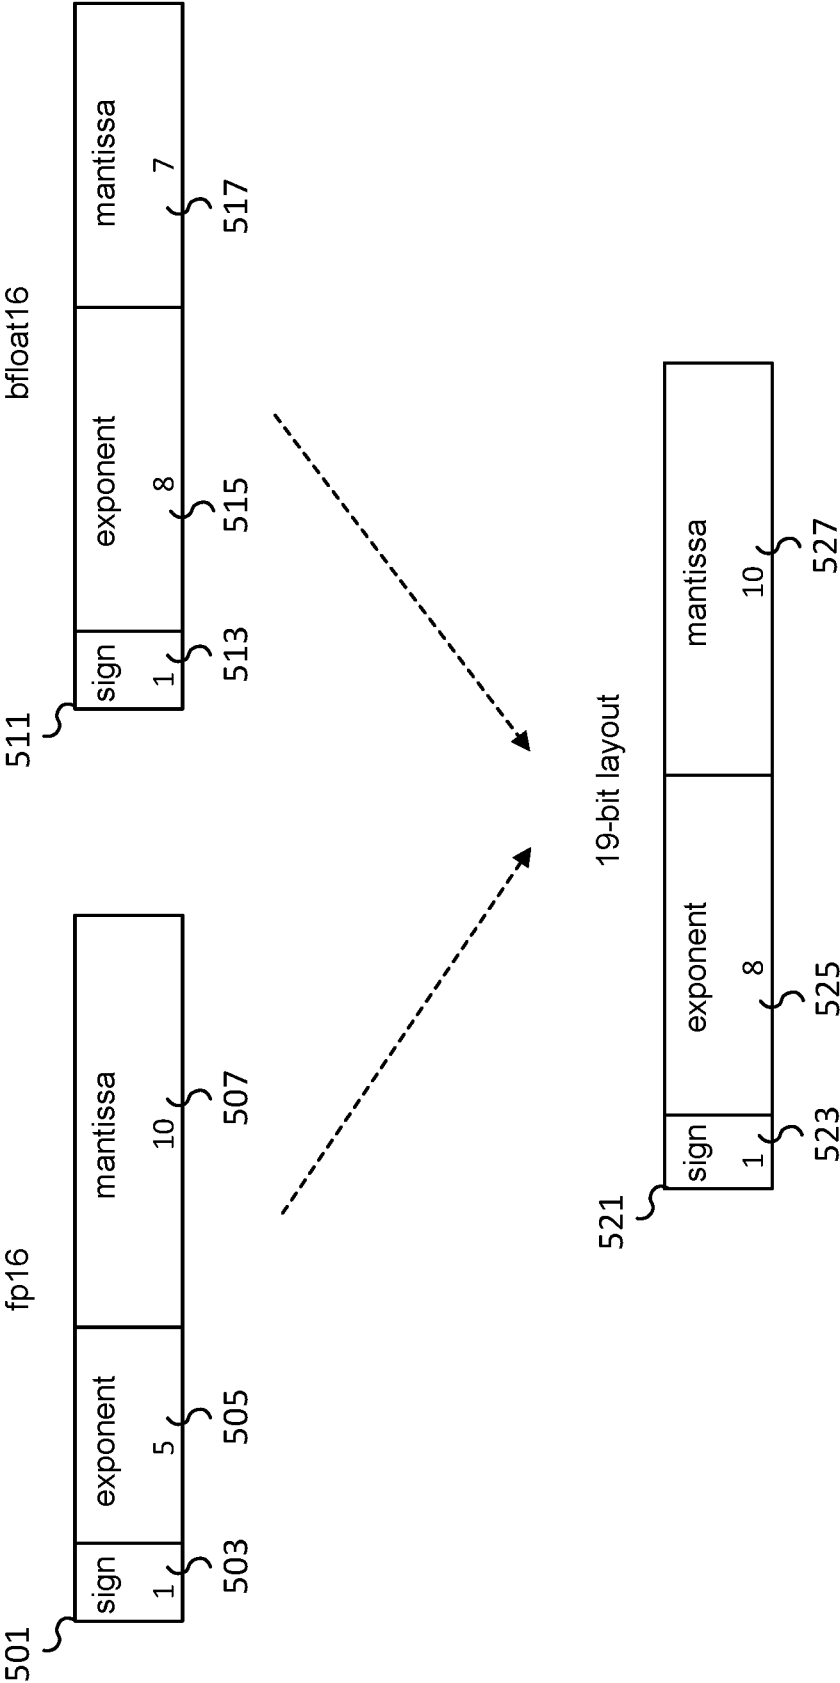 fp16
bfloat16
501
511
sign
exponent
mantissa
1
5
10
503
505
507
sign
exponent
mantissa
1
8
7
513
515
517
19-bit layout
521
sign
exponent
mantissa
1
8
10
523
525
527